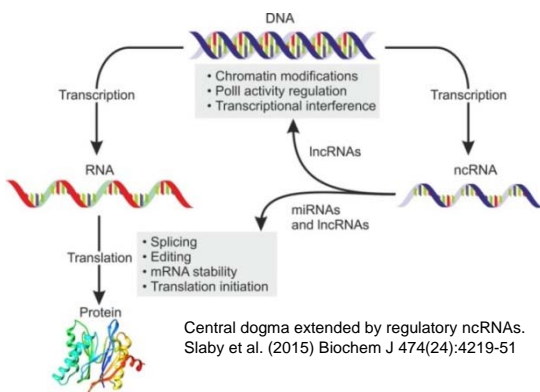 DNA
• Chromatin modifications
• PolII activity regulation
• Transcriptional interference
Transcription
Transcription
lncRNAs
RNA
ncRNA
miRNAs
and lncRNAs
Translation
• Splicing
• Editing
• mRNA stability
• Translation initiation
Protein
Central dogma extended by regulatory ncRNAs.
Slaby et al. (2015) Biochem J 474(24):4219-51